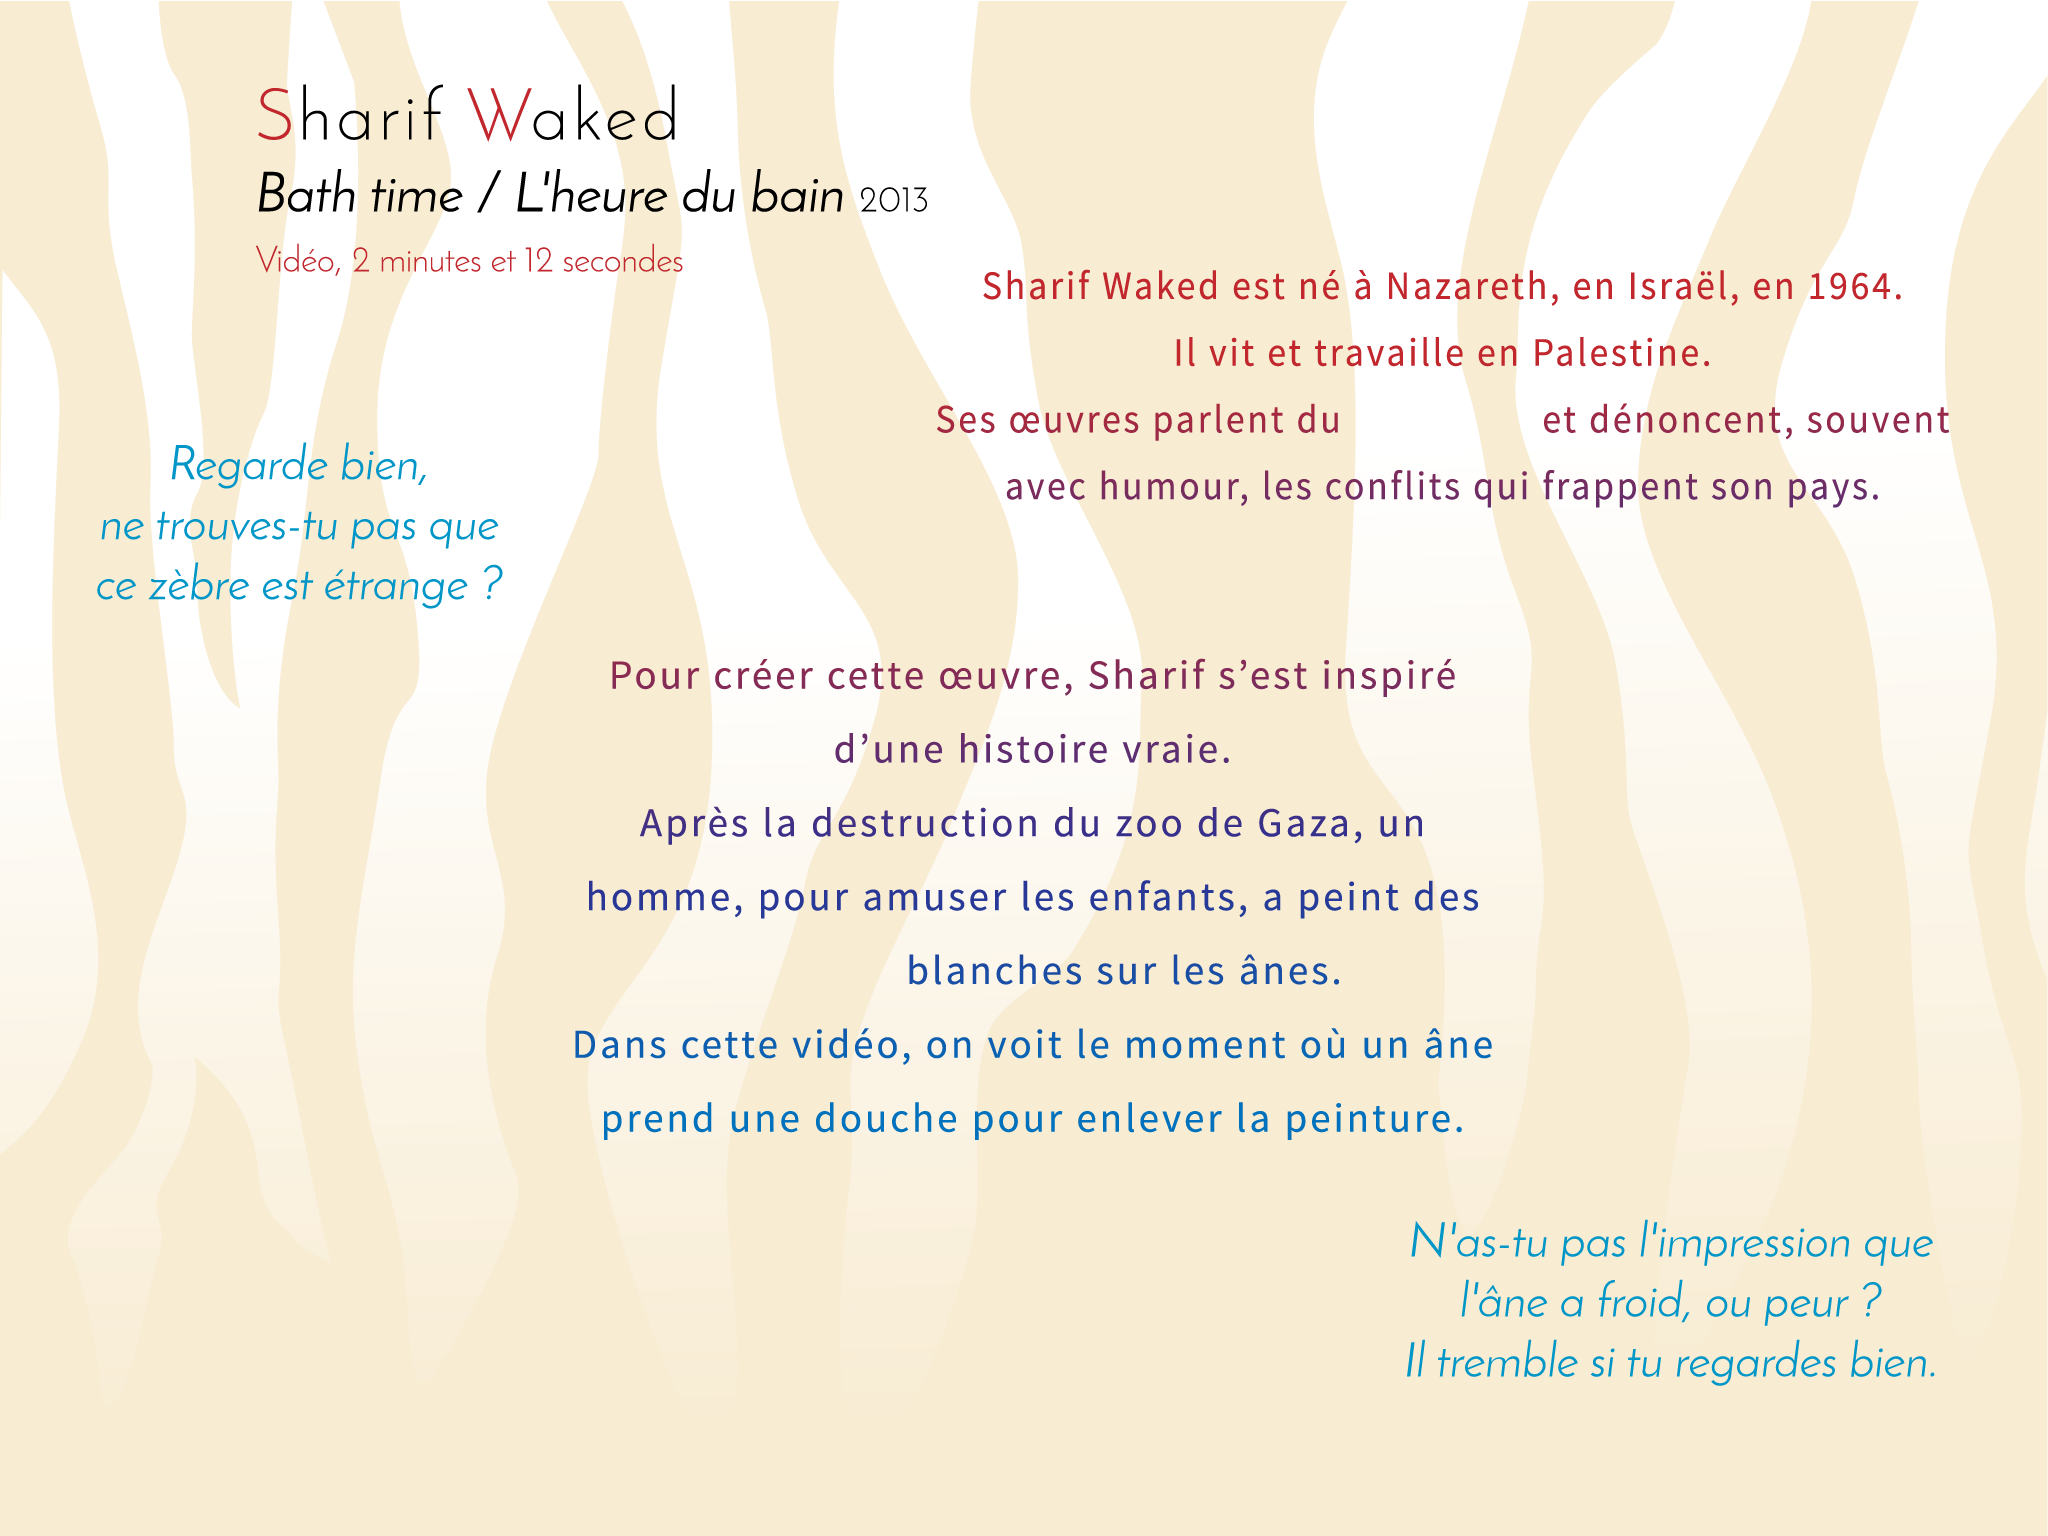 Sharif Waked
Bath time / L'heure du bain 2013
Vidéo, 2 minutes et 12 secondes
Sharif Waked est né à Nazareth, en Israël, en 1964.
Il vit et travaille en Palestine.
Ses œuvres parlent du et dénoncent, souvent
avec humour, les conflits qui frappent son pays.
Regarde bien,
ne trouves-tu pas que
ce zèbre est étrange ?
Pour créer cette œuvre, Sharif s’est inspiré
d’une histoire vraie.
Après la destruction du zoo de Gaza, un
homme, pour amuser les enfants, a peint des
blanches sur les ânes.
Dans cette vidéo, on voit le moment où un âne
prend une douche pour enlever la peinture.
N'as-tu pas l'impression que
l'âne a froid, ou peur ?
Il tremble si tu regardes bien.